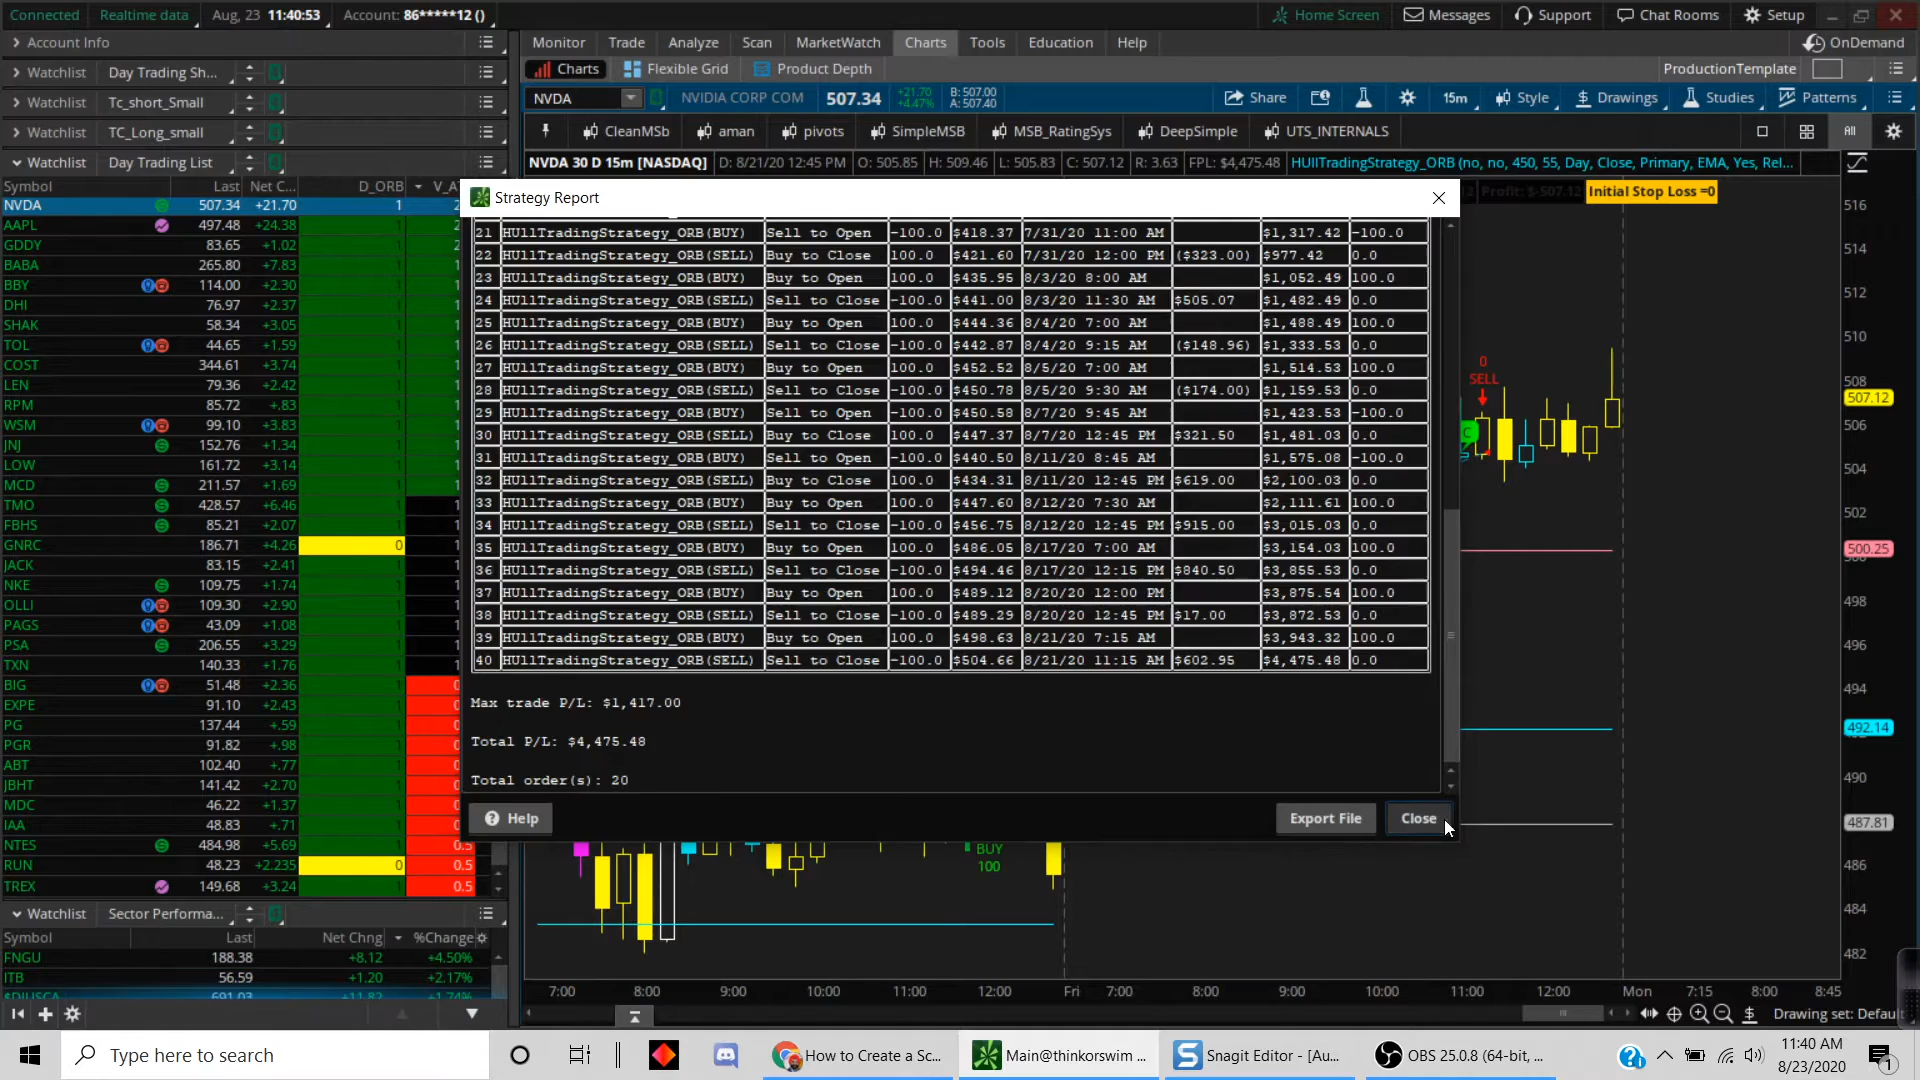 Connected Realtime data Aug, 23 11:40:53 Account: 86*****12 () Home Screen Messages Support Chat Rooms Setup
Account Info
Monitor Trade Analyze Scan MarketWatch Charts Tools Education Help OnDemand
Watchlist Day Trading Sh...
Charts Flexible Grid Product Depth ProductionTemplate
Watchlist Tc_short_Small
NVDA NVIDIA CORP COM 507.34 +21.70 +4.47% B: 507.00 A: 507.40 Share 15m Style Drawings Studies Patterns
Watchlist TC_Long_small
CleanMSb aman pivots SimpleMSB MSB_RatingSys DeepSimple UTS_INTERNALS All
Watchlist Day Trading List
NVDA 30 D 15m [NASDAQ] D: 8/21/20 12:45 PM O: 505.85 H: 509.46 L: 505.83 C: 507.12 R: 3.63 FPL: $4,475.48 HUllTradingStrategy_ORB (no, no, 450, 55, Day, Close, Primary, EMA, Yes, Rel...
Symbol Last Net C... D_ORB
Profit: $-507.12 Initial Stop Loss =0
NVDA 507.34 +21.70 1
AAPL 497.48 +24.38
GDDY 83.65 +1.02
BABA 265.80 +7.83
BBY 114.00 +2.30
DHI 76.97 +2.37
SHAK 58.34 +3.05
TOL 44.65 +1.59
COST 344.61 +3.74
LEN 79.36 +2.42
RPM 85.72 +.83
WSM 99.10 +3.83
JNJ 152.76 +1.34
LOW 161.72 +3.14
MCD 211.57 +1.69
TMO 428.57 +6.46
FBHS 85.21 +2.07
GNRC 186.71 +4.26 0
JACK 83.15 +2.41
NKE 109.75 +1.74
OLLI 109.30 +2.90
PAGS 43.09 +1.08
PSA 206.55 +3.29
TXN 140.33 +1.76
BIG 51.48 +2.36
EXPE 91.10 +2.43
PG 137.44 +.59
PGR 91.82 +.98
ABT 102.40 +.77
JBHT 141.42 +2.70
MDC 46.22 +1.37
IAA 48.83 +.71
NTES 484.98 +5.69 0.5
RUN 48.23 +2.235 0 0.5
TREX 149.68 +3.24 0.5
Watchlist Sector Performa...
Symbol Last Net Chng %Change
FNGU 188.38 +8.12 +4.50%
ITB 56.59 +1.20 +2.17%
$DJUSCA 691.03 +11.82 +1.74%
Strategy Report
21 HUllTradingStrategy_ORB(BUY) Sell to Open -100.0 $418.37 7/31/20 11:00 AM $1,317.42 -100.0
22 HUllTradingStrategy_ORB(SELL) Buy to Close 100.0 $421.60 7/31/20 12:00 PM ($323.00) $977.42 0.0
23 HUllTradingStrategy_ORB(BUY) Buy to Open 100.0 $435.95 8/3/20 8:00 AM $1,052.49 100.0
24 HUllTradingStrategy_ORB(SELL) Sell to Close -100.0 $441.00 8/3/20 11:30 AM $505.07 $1,482.49 0.0
25 HUllTradingStrategy_ORB(BUY) Buy to Open 100.0 $444.36 8/4/20 7:00 AM $1,488.49 100.0
26 HUllTradingStrategy_ORB(SELL) Sell to Close -100.0 $442.87 8/4/20 9:15 AM ($148.96) $1,333.53 0.0
27 HUllTradingStrategy_ORB(BUY) Buy to Open 100.0 $452.52 8/5/20 7:00 AM $1,514.53 100.0
28 HUllTradingStrategy_ORB(SELL) Sell to Close -100.0 $450.78 8/5/20 9:30 AM ($174.00) $1,159.53 0.0
29 HUllTradingStrategy_ORB(BUY) Sell to Open -100.0 $450.58 8/7/20 9:45 AM $1,423.53 -100.0
30 HUllTradingStrategy_ORB(SELL) Buy to Close 100.0 $447.37 8/7/20 12:45 PM $321.50 $1,481.03 0.0
31 HUllTradingStrategy_ORB(BUY) Sell to Open -100.0 $440.50 8/11/20 8:45 AM $1,575.08 -100.0
32 HUllTradingStrategy_ORB(SELL) Buy to Close 100.0 $434.31 8/11/20 12:45 PM $619.00 $2,100.03 0.0
33 HUllTradingStrategy_ORB(BUY) Buy to Open 100.0 $447.60 8/12/20 7:30 AM $2,111.61 100.0
34 HUllTradingStrategy_ORB(SELL) Sell to Close -100.0 $456.75 8/12/20 12:45 PM $915.00 $3,015.03 0.0
35 HUllTradingStrategy_ORB(BUY) Buy to Open 100.0 $486.05 8/17/20 7:00 AM $3,154.03 100.0
36 HUllTradingStrategy_ORB(SELL) Sell to Close -100.0 $494.46 8/17/20 12:15 PM $840.50 $3,855.53 0.0
37 HUllTradingStrategy_ORB(BUY) Buy to Open 100.0 $489.12 8/20/20 12:00 PM $3,875.54 100.0
38 HUllTradingStrategy_ORB(SELL) Sell to Close -100.0 $489.29 8/20/20 12:45 PM $17.00 $3,872.53 0.0
39 HUllTradingStrategy_ORB(BUY) Buy to Open 100.0 $498.63 8/21/20 7:15 AM $3,943.32 100.0
40 HUllTradingStrategy_ORB(SELL) Sell to Close -100.0 $504.66 8/21/20 11:15 AM $602.95 $4,475.48 0.0
Max trade P/L: $1,417.00
Total P/L: $4,475.48
Total order(s): 20
Help Export File Close
0
SELL
C
BUY
100
516
514
512
510
508
507.12
506
504
502
500.25
498
496
494
492.14
490
487.81
486
484
482
7:00 8:00 9:00 10:00 11:00 12:00 Fri 7:00 8:00 9:00 10:00 11:00 12:00 Mon 7:15 8:00 8:45
Drawing set: Defaul
Type here to search How to Create a Sc... Main@thinkorswim ... Snagit Editor - [Au... OBS 25.0.8 (64-bit, ... 11:40 AM
8/23/2020 1